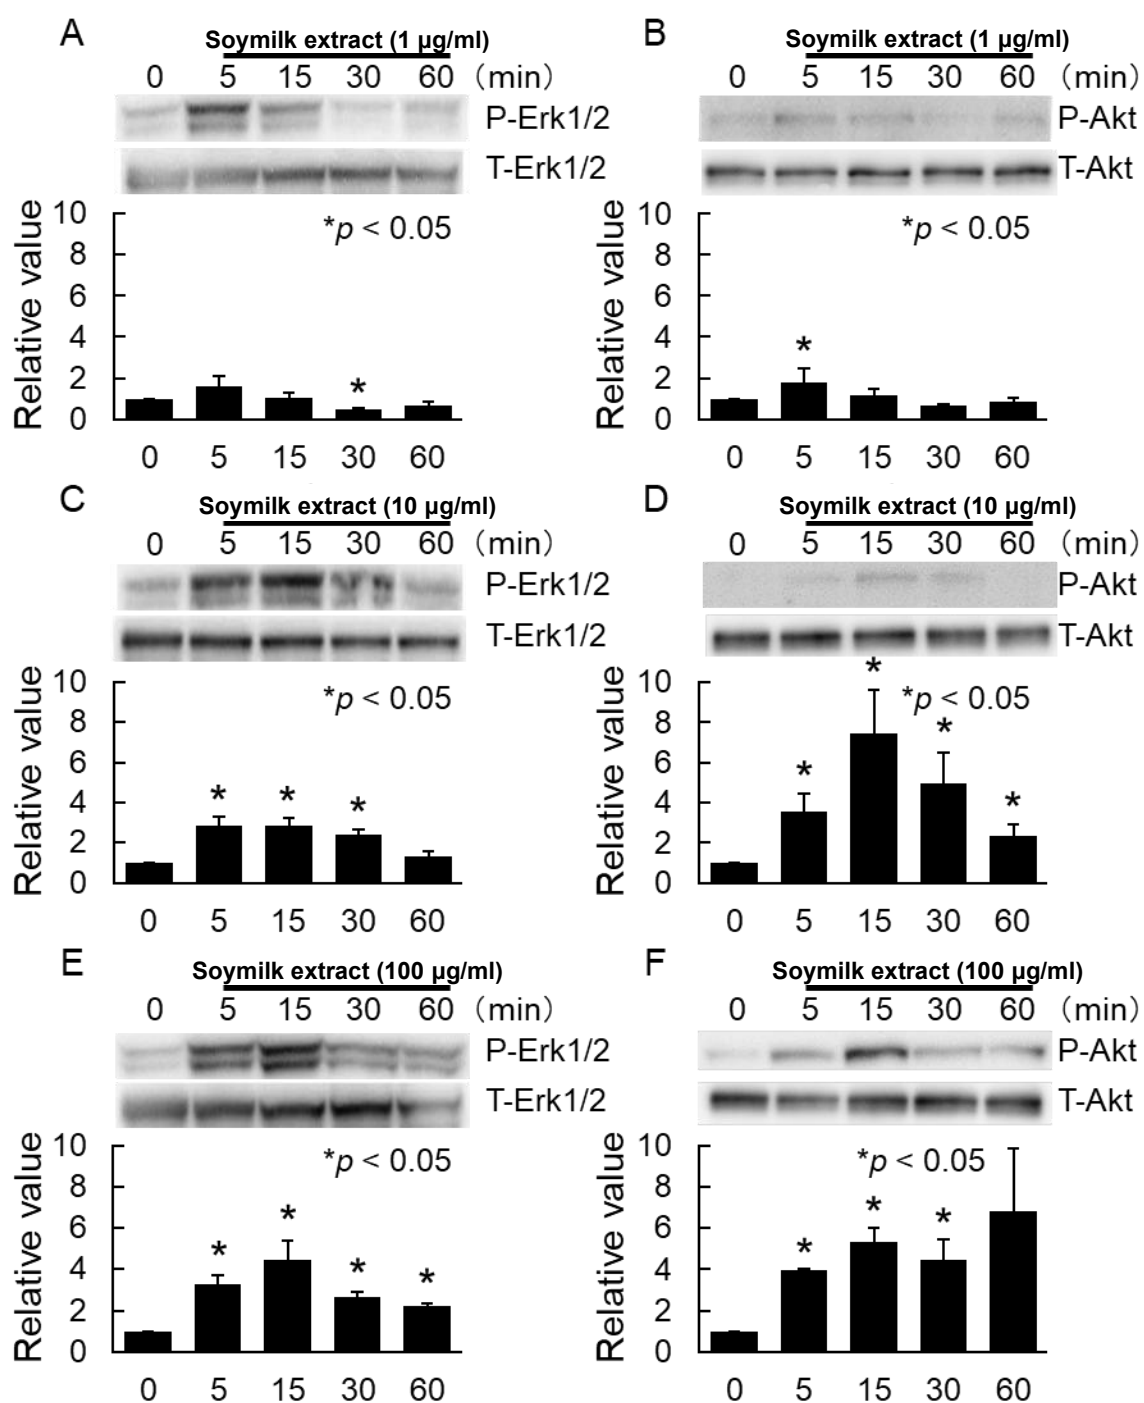 A
Soymilk extract (1 µg/ml)
0 5 15 30 60 (min)
P-Erk1/2
T-Erk1/2
Relative value
10
8
6
4
2
0
*p < 0.05
*
0 5 15 30 60
B
Soymilk extract (1 µg/ml)
0 5 15 30 60 (min)
P-Akt
T-Akt
Relative value
10
8
6
4
2
0
*p < 0.05
*
0 5 15 30 60
C
Soymilk extract (10 µg/ml)
0 5 15 30 60 (min)
P-Erk1/2
T-Erk1/2
Relative value
10
8
6
4
2
0
*p < 0.05
* * *
0 5 15 30 60
D
Soymilk extract (10 µg/ml)
0 5 15 30 60 (min)
P-Akt
T-Akt
Relative value
10
8
6
4
2
0
*p < 0.05
* * * *
0 5 15 30 60
E
Soymilk extract (100 µg/ml)
0 5 15 30 60 (min)
P-Erk1/2
T-Erk1/2
Relative value
10
8
6
4
2
0
*p < 0.05
* * * *
0 5 15 30 60
F
Soymilk extract (100 µg/ml)
0 5 15 30 60 (min)
P-Akt
T-Akt
Relative value
10
8
6
4
2
0
*p < 0.05
* * *
0 5 15 30 60